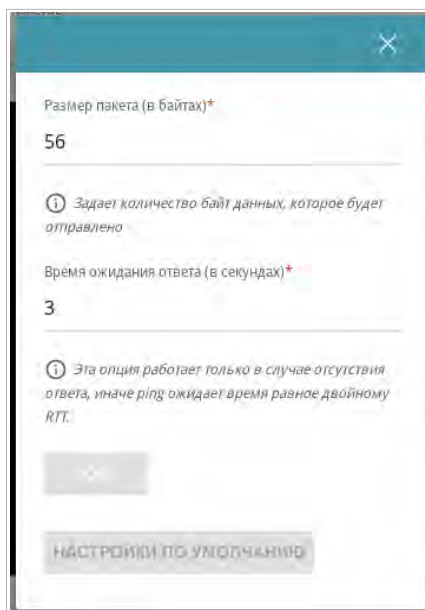 Размер пакета (в байтах)*
56
Задает количество байт данных, которое будет
отправлено
Время ожидания ответа (в секундах)*
3
Эта опция работает только в случае отсутствия
ответа, иначе ping ожидает время равное двойному
RTT.
НАСТРОЙКИ ПО УМОЛЧАНИЮ